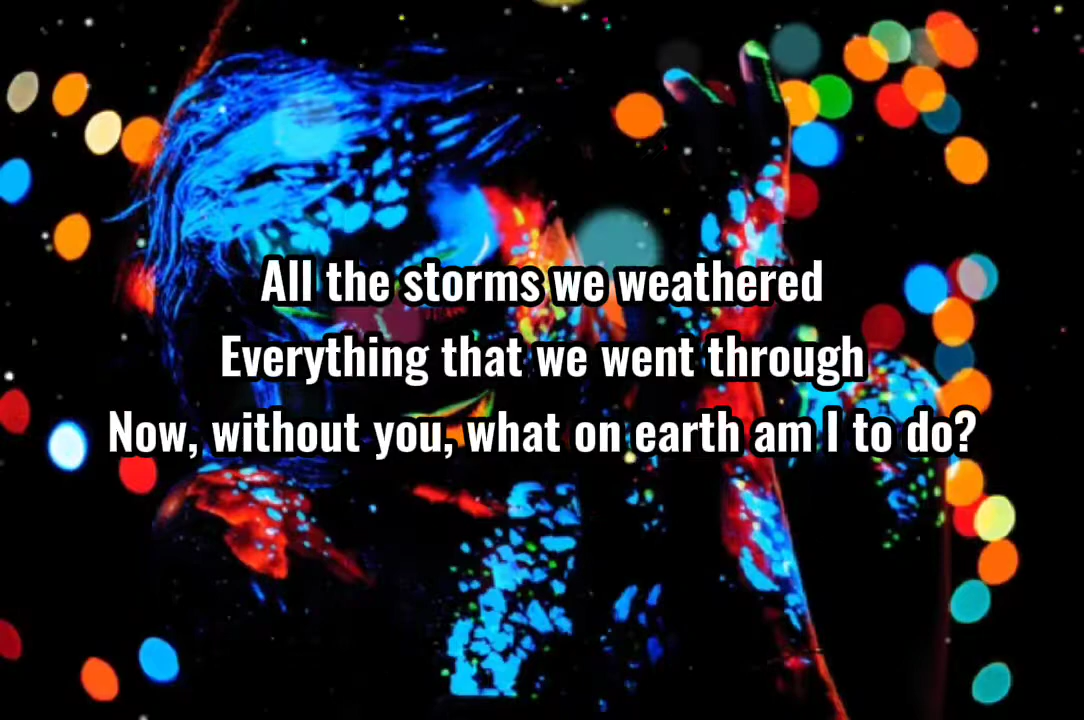 All the storms we weathered
Everything that we went through
Now, without you, what on earth am I to do?